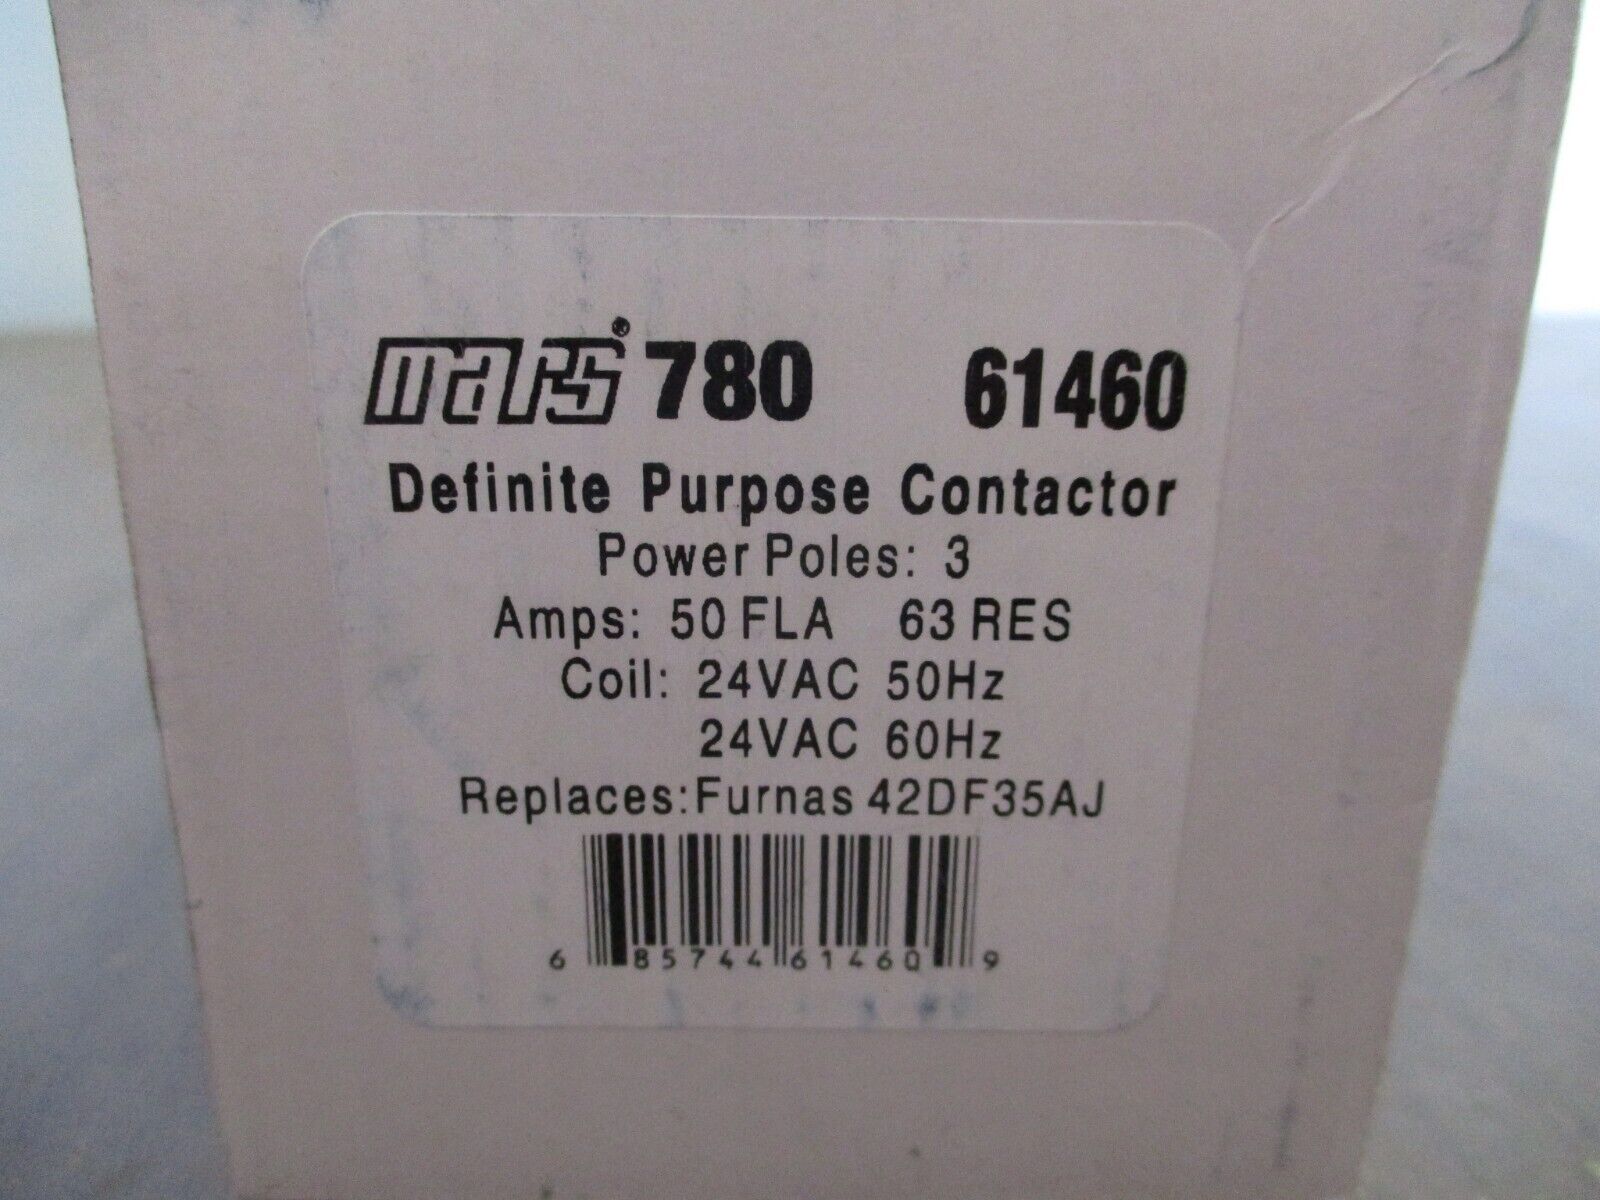 mars® 780 61460
Definite Purpose Contactor
Power Poles: 3
Amps: 50 FLA 63 RES
Coil: 24VAC 50Hz
24VAC 60Hz
Replaces: Furnas 42DF35AJ
6 85744 61460 9